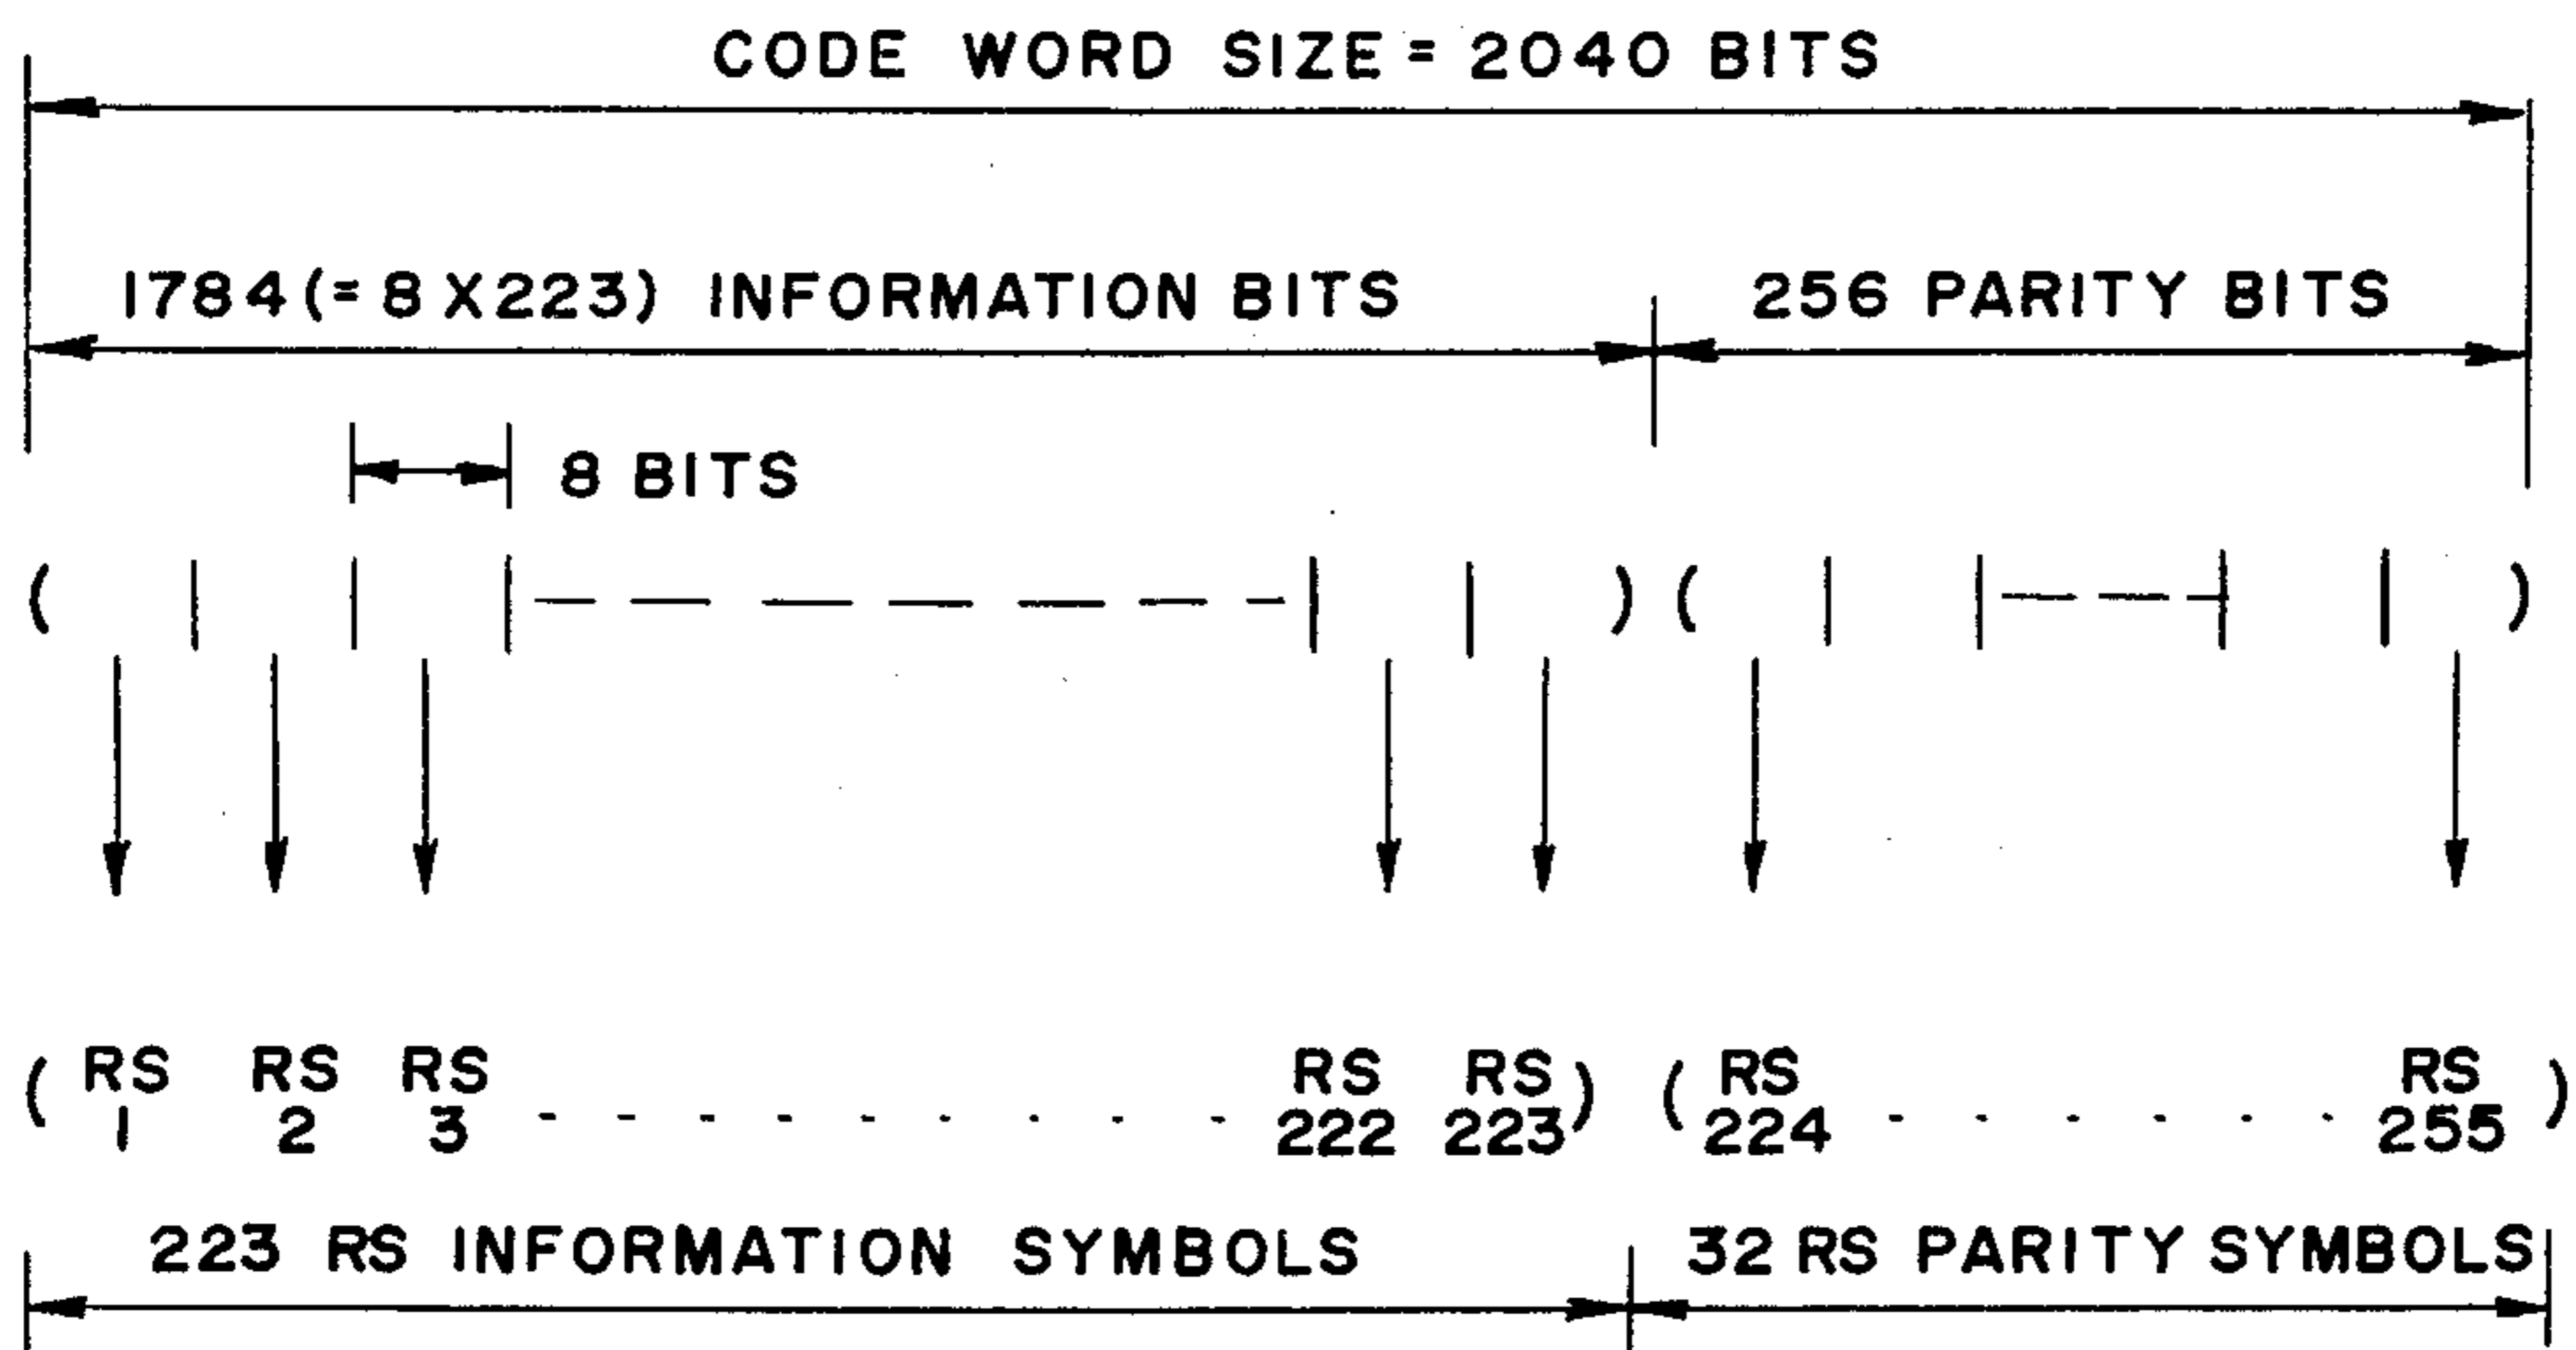 CODE WORD SIZE = 2040 BITS
1784 (= 8 X 223) INFORMATION BITS 256 PARITY BITS
8 BITS
( | | | — — — — — — — | | ) ( | | — — — | | )
( RS RS RS RS RS ) ( RS RS )
1 2 3 - - - - - - - - - 222 223 224 - - - - - - 255
223 RS INFORMATION SYMBOLS 32 RS PARITY SYMBOLS